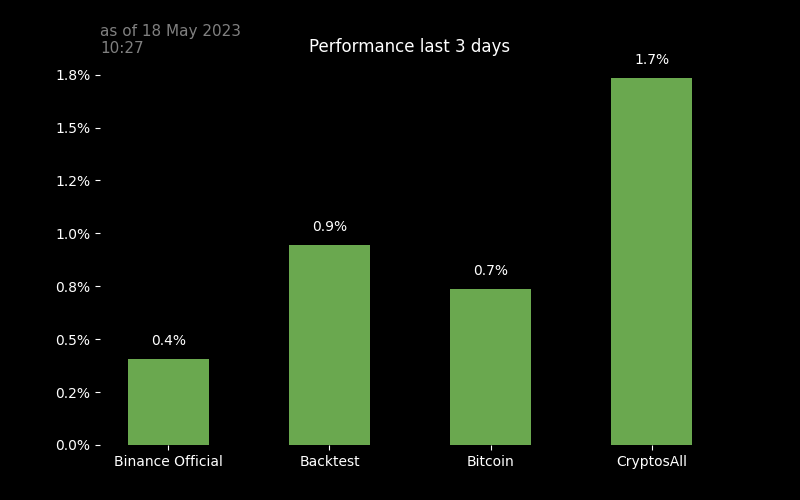 as of 18 May 2023
10:27
Performance last 3 days
1.8%
1.5%
1.2%
1.0%
0.8%
0.5%
0.2%
0.0%
0.4%
0.9%
0.7%
1.7%
Binance Official
Backtest
Bitcoin
CryptosAll